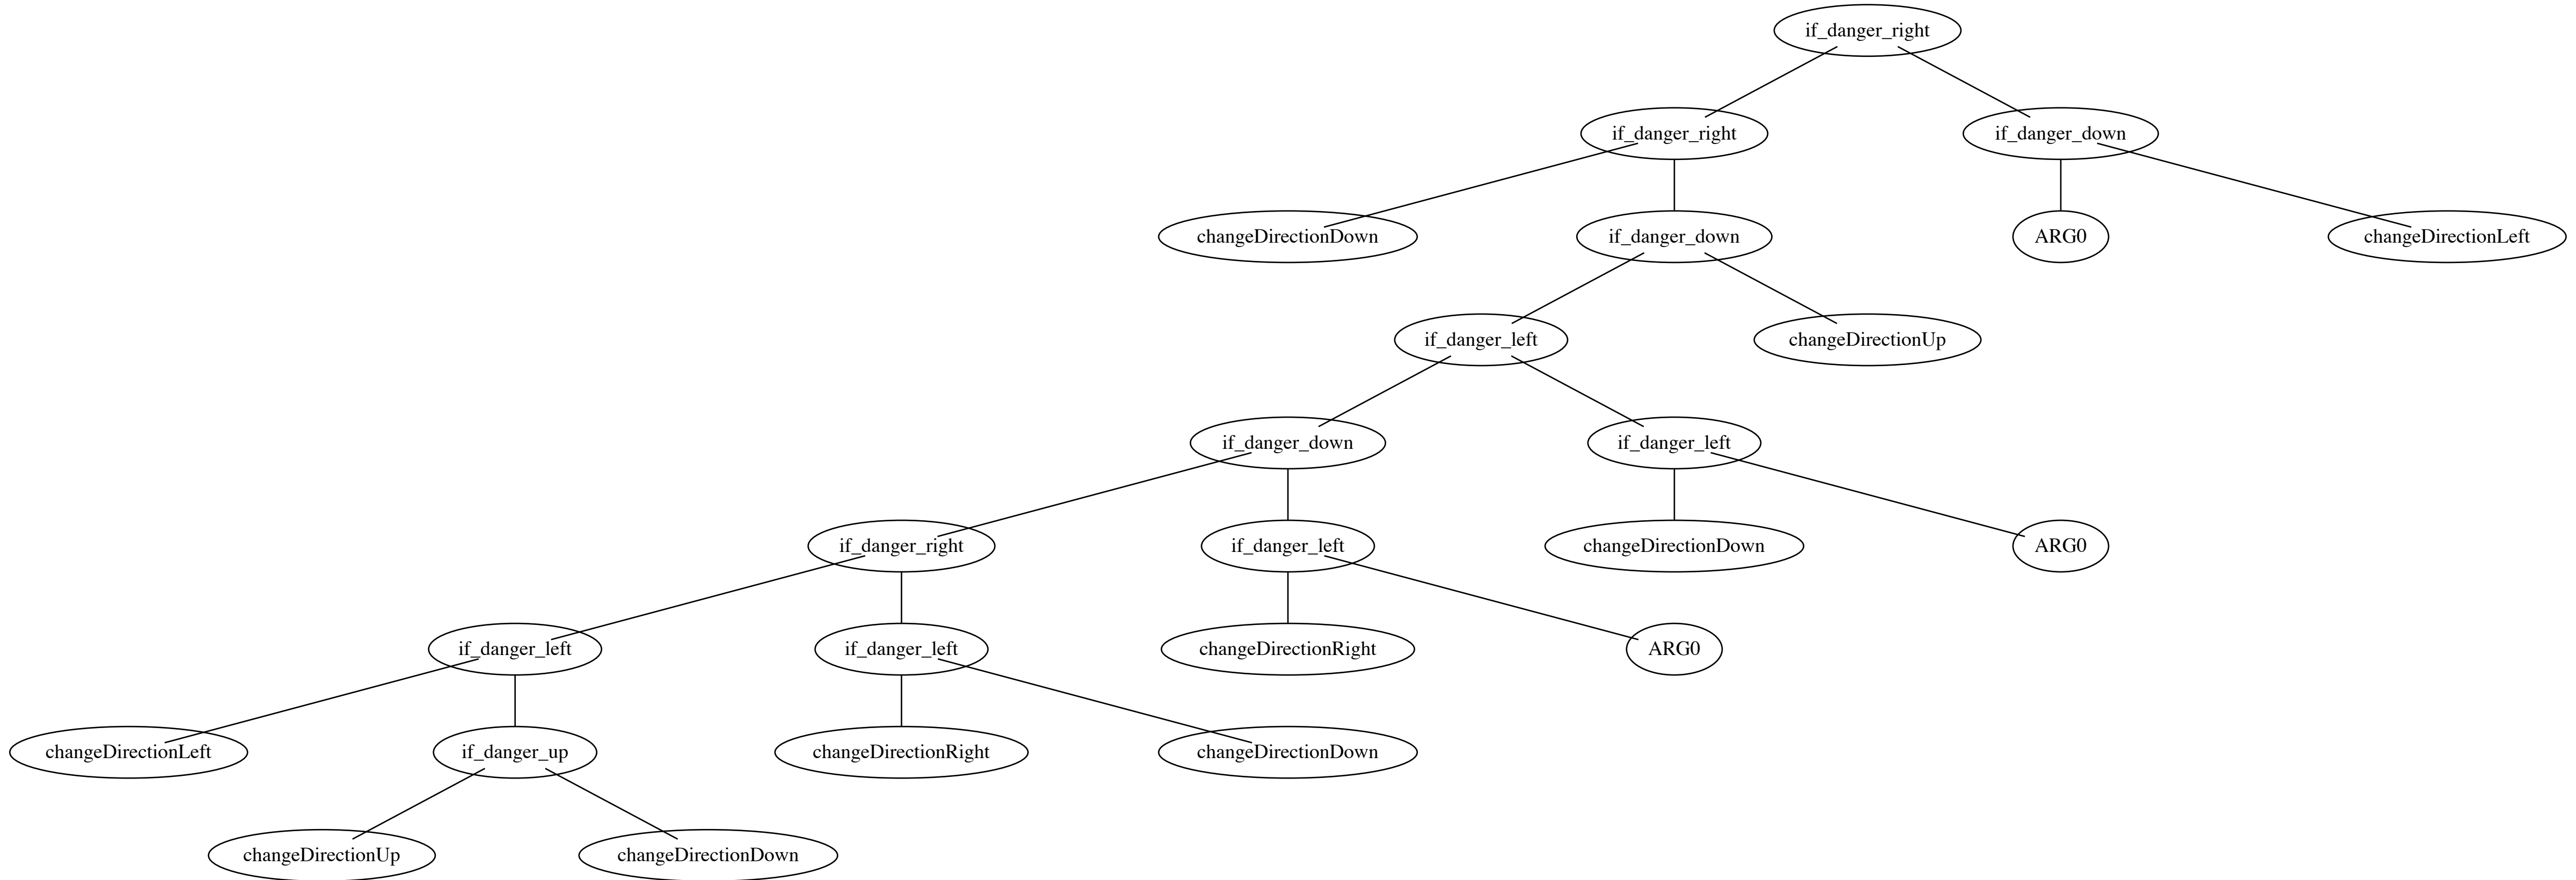 if_danger_right
if_danger_right
if_danger_down
changeDirectionDown
if_danger_down
ARG0
changeDirectionLeft
if_danger_left
changeDirectionUp
if_danger_down
if_danger_left
if_danger_right
if_danger_left
changeDirectionDown
ARG0
if_danger_left
if_danger_left
changeDirectionRight
ARG0
changeDirectionLeft
if_danger_up
changeDirectionRight
changeDirectionDown
changeDirectionUp
changeDirectionDown